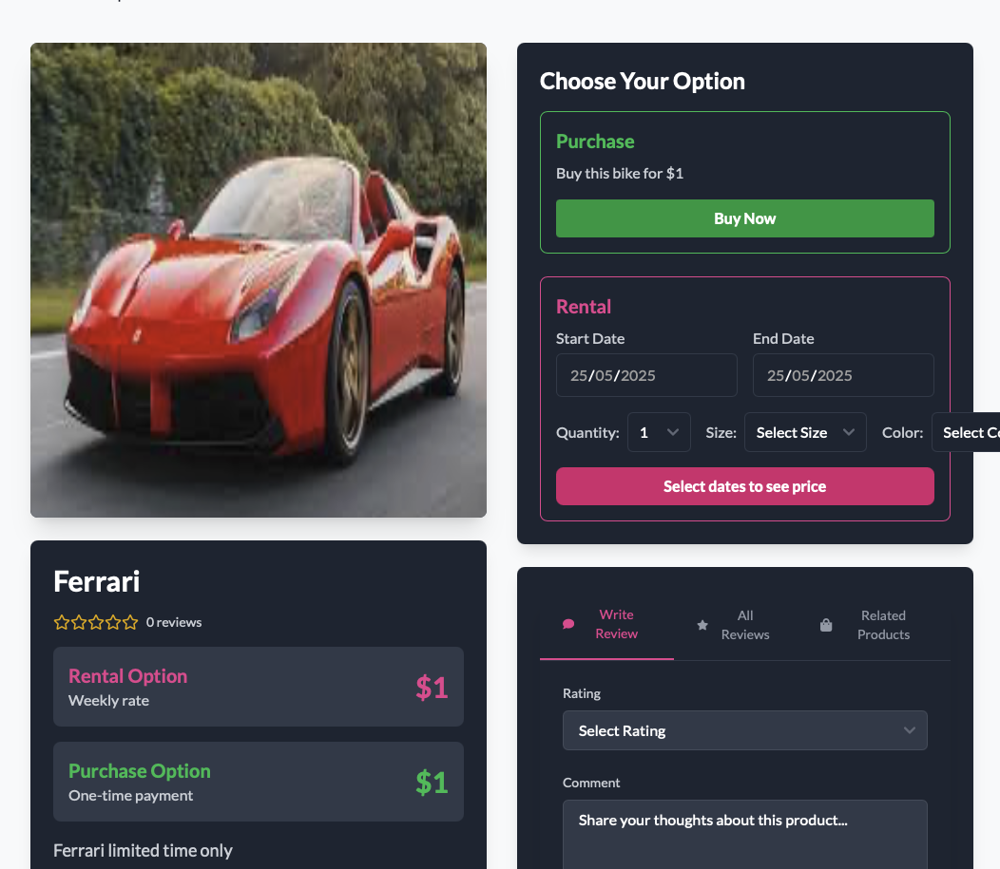 Choose Your Option
Purchase
Buy this bike for $1
Buy Now
Rental
Start Date
End Date
25/05/2025
25/05/2025
Quantity: 1 Size: Select Size Color: Select Co
Select dates to see price
Ferrari
0 reviews
Rental Option
Weekly rate
$1
Purchase Option
One-time payment
$1
Ferrari limited time only
Write
Review
All
Reviews
Related
Products
Rating
Select Rating
Comment
Share your thoughts about this product...